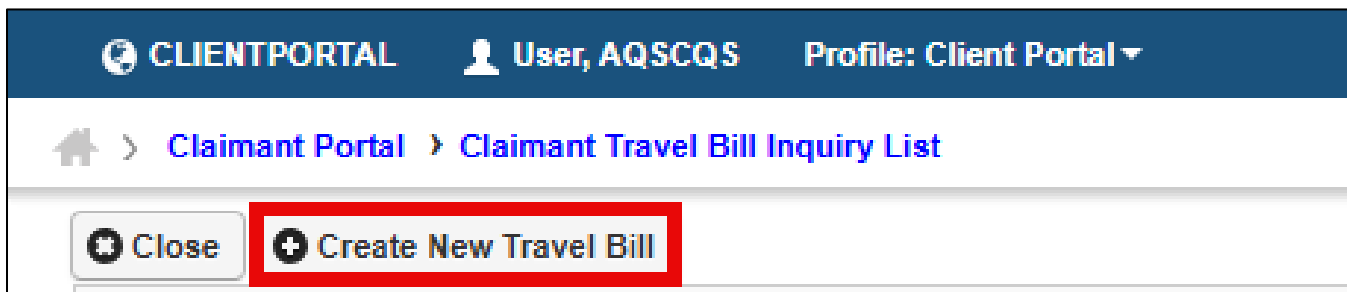 CLIENTPORTAL User, AQSCQS Profile: Client Portal
Claimant Portal > Claimant Travel Bill Inquiry List
Close Create New Travel Bill